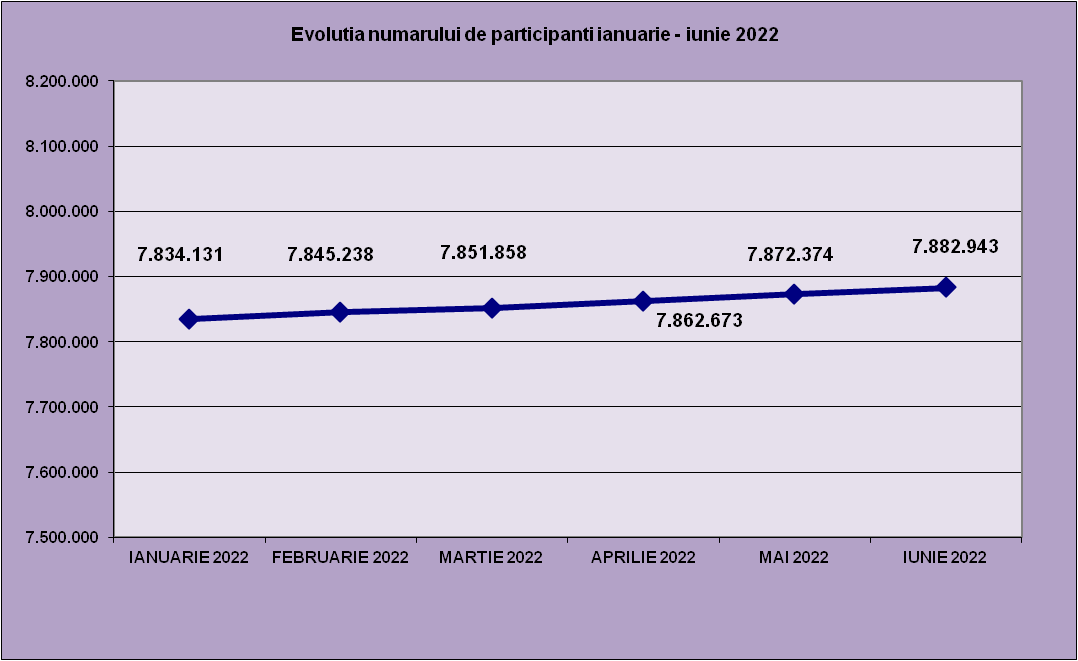 Evolutia numarului de participanti ianuarie - iunie 2022
8.200.000
8.100.000
8.000.000
7.900.000
7.800.000
7.700.000
7.600.000
7.500.000
7.834.131
7.845.238
7.851.858
7.862.673
7.872.374
7.882.943
IANUARIE 2022
FEBRUARIE 2022
MARTIE 2022
APRILIE 2022
MAI 2022
IUNIE 2022